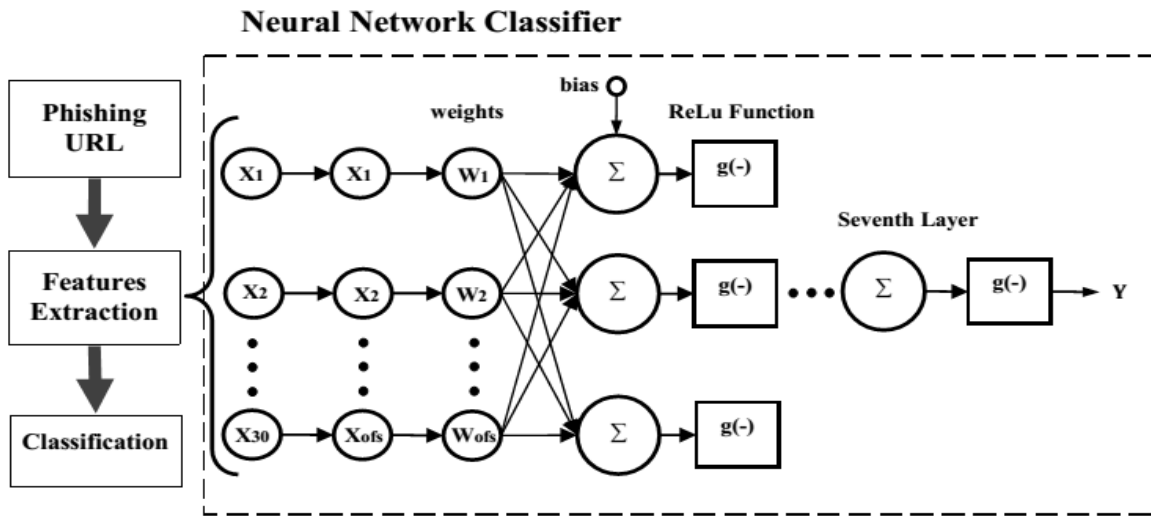 Neural Network Classifier
Phishing
URL
Features
Extraction
Classification
bias
weights
ReLu Function
X1
X1
W1
Σ
g(-)
Seventh Layer
X2
X2
W2
Σ
g(-)
Σ
g(-)
Y
X30
Xofs
Wofs
Σ
g(-)